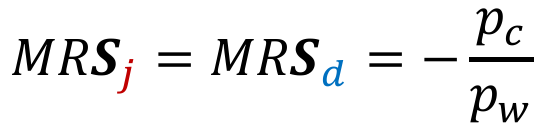 MRS_j = MRS_d = − p_c / p_w